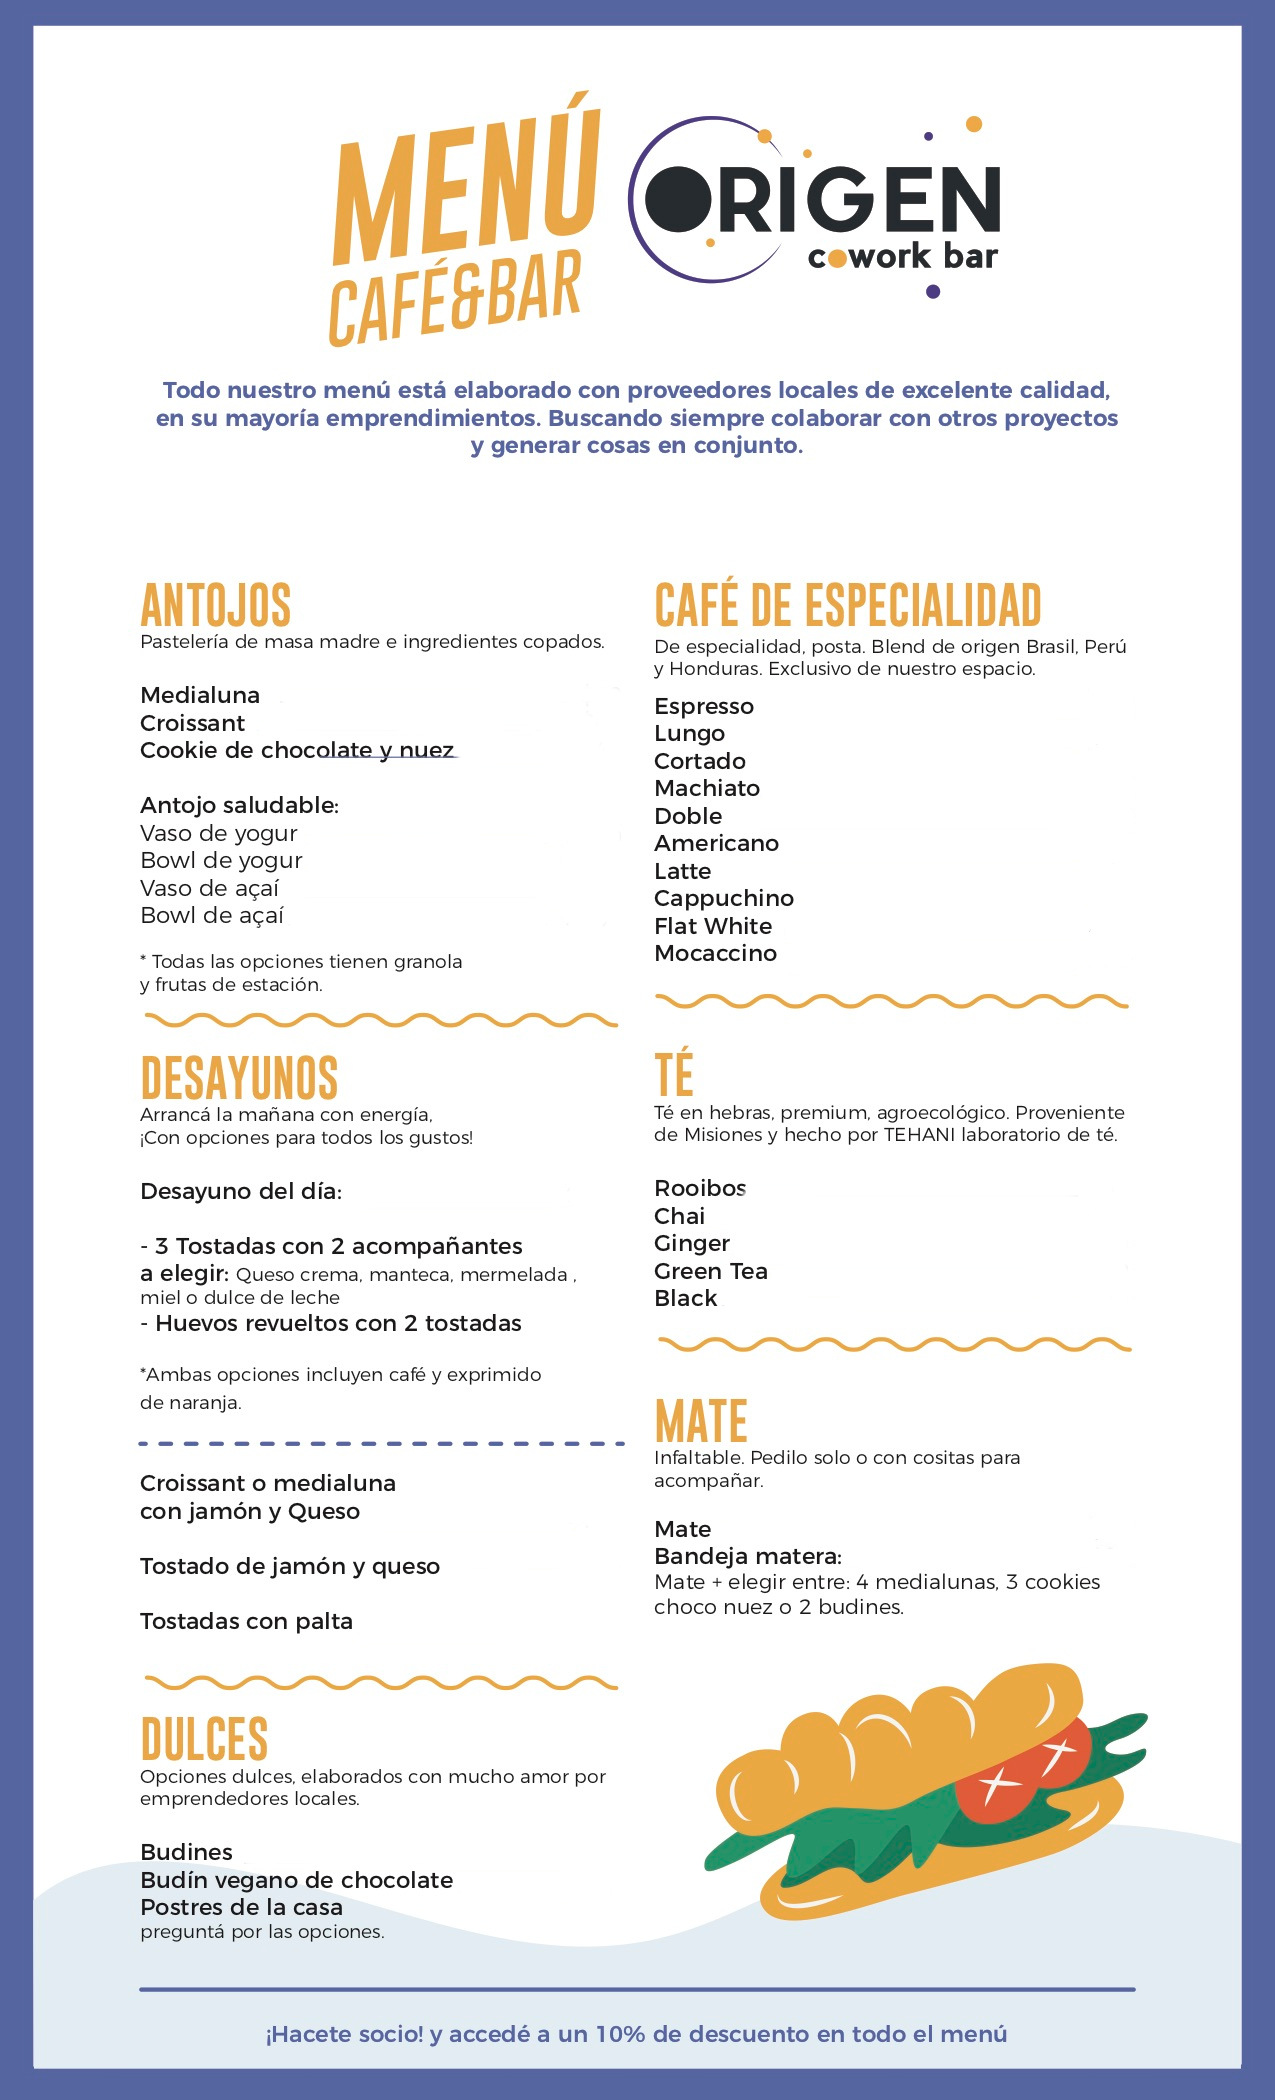 MENÚ
CAFÉ&BAR
ORIGEN
cowork bar
Todo nuestro menú está elaborado con proveedores locales de excelente calidad,
en su mayoría emprendimientos. Buscando siempre colaborar con otros proyectos
y generar cosas en conjunto.
ANTOJOS
Pastelería de masa madre e ingredientes copados.
Medialuna
Croissant
Cookie de chocolate y nuez
Antojo saludable:
Vaso de yogur
Bowl de yogur
Vaso de açaí
Bowl de açaí
* Todas las opciones tienen granola
y frutas de estación.
DESAYUNOS
Arrancá la mañana con energía,
¡Con opciones para todos los gustos!
Desayuno del día:
- 3 Tostadas con 2 acompañantes
a elegir: Queso crema, manteca, mermelada ,
miel o dulce de leche
- Huevos revueltos con 2 tostadas
*Ambas opciones incluyen café y exprimido
de naranja.
Croissant o medialuna
con jamón y Queso
Tostado de jamón y queso
Tostadas con palta
DULCES
Opciones dulces, elaborados con mucho amor por
emprendedores locales.
Budines
Budín vegano de chocolate
Postres de la casa
preguntá por las opciones.
CAFÉ DE ESPECIALIDAD
De especialidad, posta. Blend de origen Brasil, Perú
y Honduras. Exclusivo de nuestro espacio.
Espresso
Lungo
Cortado
Machiato
Doble
Americano
Latte
Cappuchino
Flat White
Mocaccino
TÉ
Té en hebras, premium, agroecológico. Proveniente
de Misiones y hecho por TEHANI laboratorio de té.
Rooibos
Chai
Ginger
Green Tea
Black
MATE
Infaltable. Pedilo solo o con cositas para
acompañar.
Mate
Bandeja matera:
Mate + elegir entre: 4 medialunas, 3 cookies
choco nuez o 2 budines.
¡Hacete socio! y accedé a un 10% de descuento en todo el menú